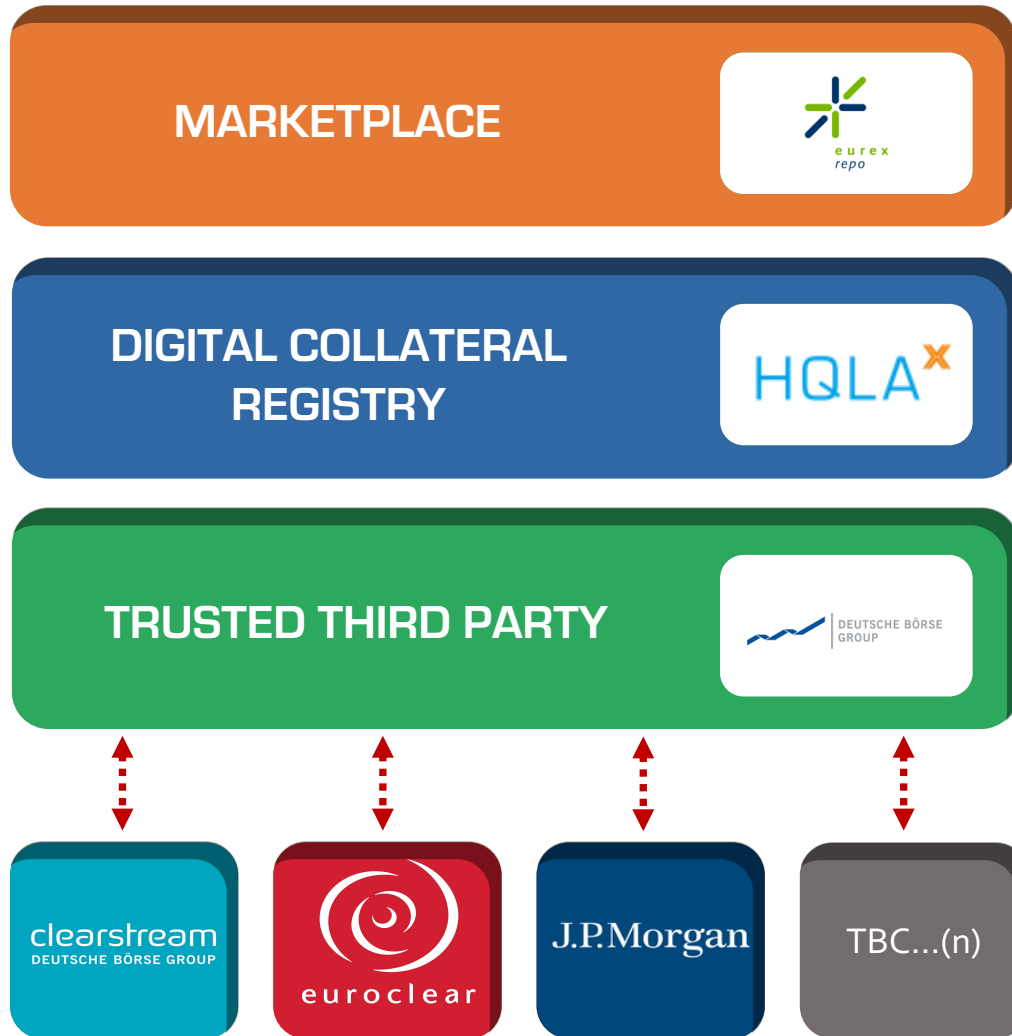 MARKETPLACE
eurex
repo
DIGITAL COLLATERAL
REGISTRY
HQLAX
TRUSTED THIRD PARTY
DEUTSCHE BÖRSE
GROUP
clearstream
DEUTSCHE BÖRSE GROUP
euroclear
J.P.Morgan
TBC...(n)